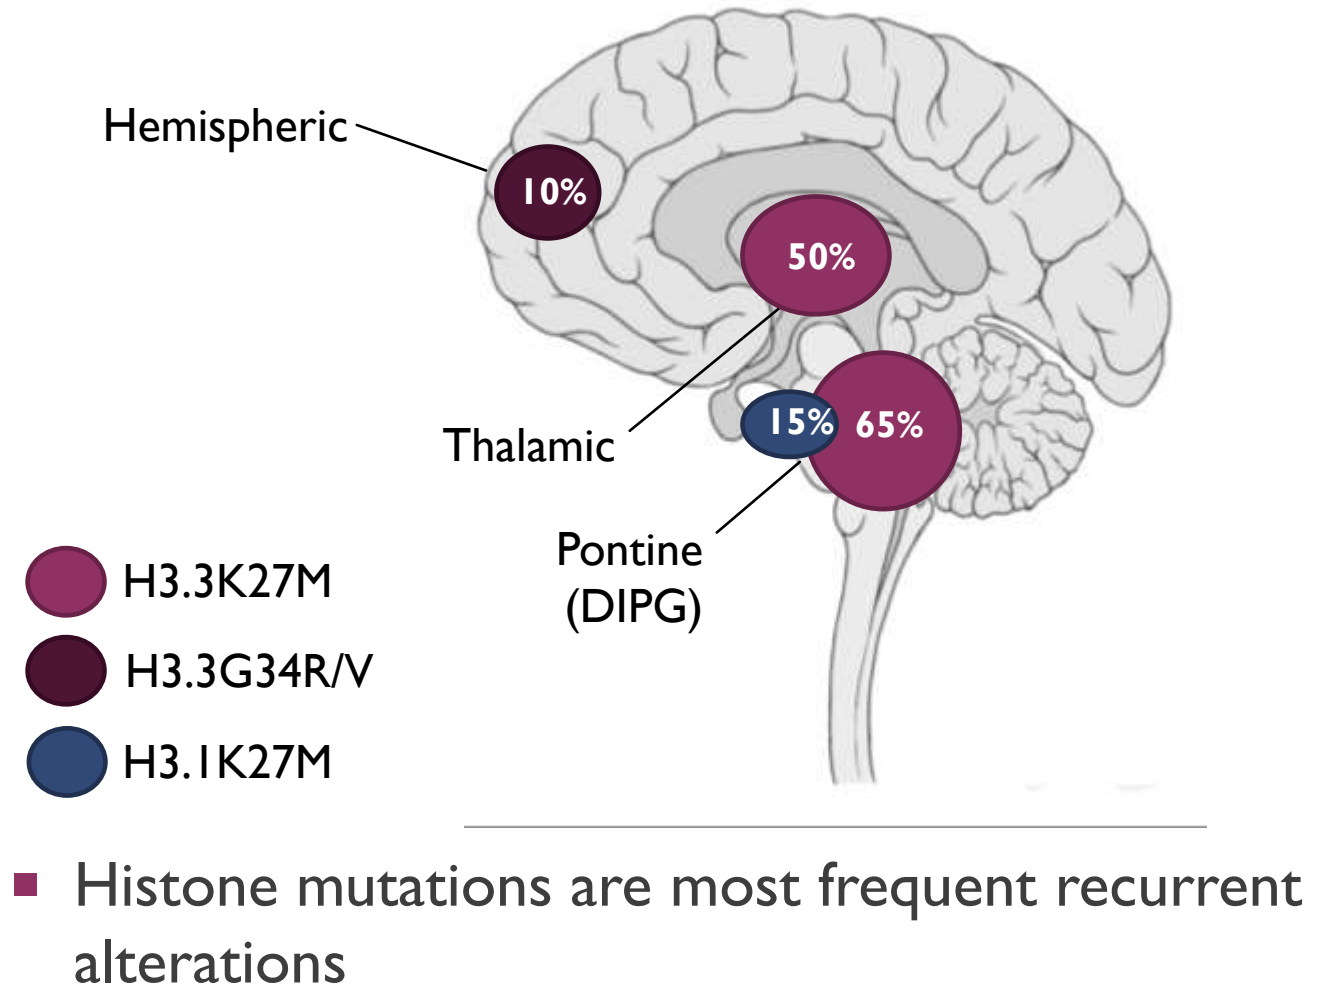 Hemispheric
10%
50%
Thalamic
15%
65%
Pontine
(DIPG)
H3.3K27M
H3.3G34R/V
H3.1K27M
Histone mutations are most frequent recurrent
alterations